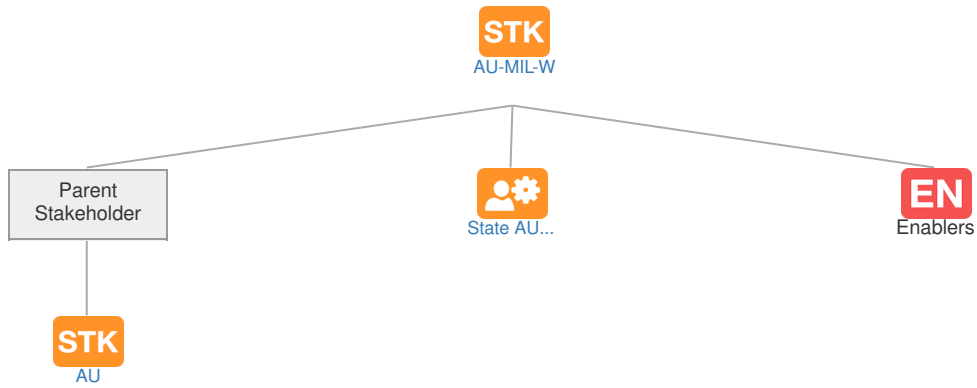 STK
AU-MIL-W
Parent
Stakeholder
State AU...
EN
Enablers
STK
AU